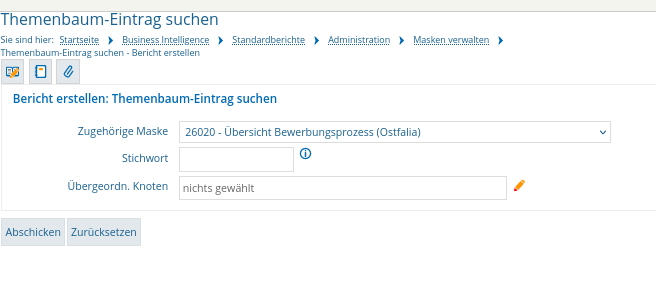 Themenbaum-Eintrag suchen
Sie sind hier: Startseite Business Intelligence Standardberichte Administration Masken verwalten
Themenbaum-Eintrag suchen - Bericht erstellen
Bericht erstellen: Themenbaum-Eintrag suchen
Zugehörige Maske 26020 - Übersicht Bewerbungsprozess (Ostfalia)
Stichwort
Übergeordn. Knoten nichts gewählt
Abschicken Zurücksetzen